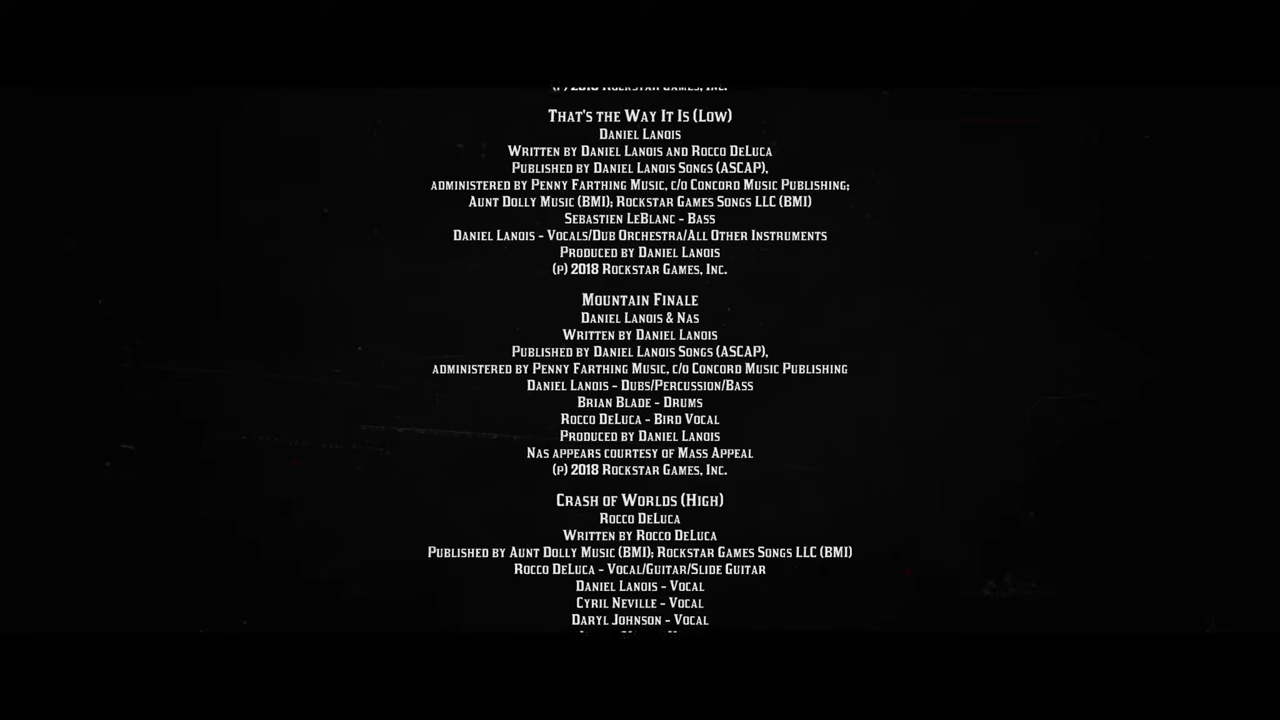 (P) 2018 Rockstar Games, Inc.
That's the Way It Is (Low)
Daniel Lanois
Written by Daniel Lanois and Rocco DeLuca
Published by Daniel Lanois Songs (ASCAP),
administered by Penny Farthing Music, c/o Concord Music Publishing;
Aunt Dolly Music (BMI); Rockstar Games Songs LLC (BMI)
Sebastien LeBlanc - Bass
Daniel Lanois - Vocals/Dub Orchestra/All Other Instruments
Produced by Daniel Lanois
(P) 2018 Rockstar Games, Inc.
Mountain Finale
Daniel Lanois & Nas
Written by Daniel Lanois
Published by Daniel Lanois Songs (ASCAP),
administered by Penny Farthing Music, c/o Concord Music Publishing
Daniel Lanois - Dubs/Percussion/Bass
Brian Blade - Drums
Rocco DeLuca - Bird Vocal
Produced by Daniel Lanois
Nas appears courtesy of Mass Appeal
(P) 2018 Rockstar Games, Inc.
Crash of Worlds (High)
Rocco DeLuca
Written by Rocco DeLuca
Published by Aunt Dolly Music (BMI); Rockstar Games Songs LLC (BMI)
Rocco DeLuca - Vocal/Guitar/Slide Guitar
Daniel Lanois - Vocal
Cyril Neville - Vocal
Daryl Johnson - Vocal